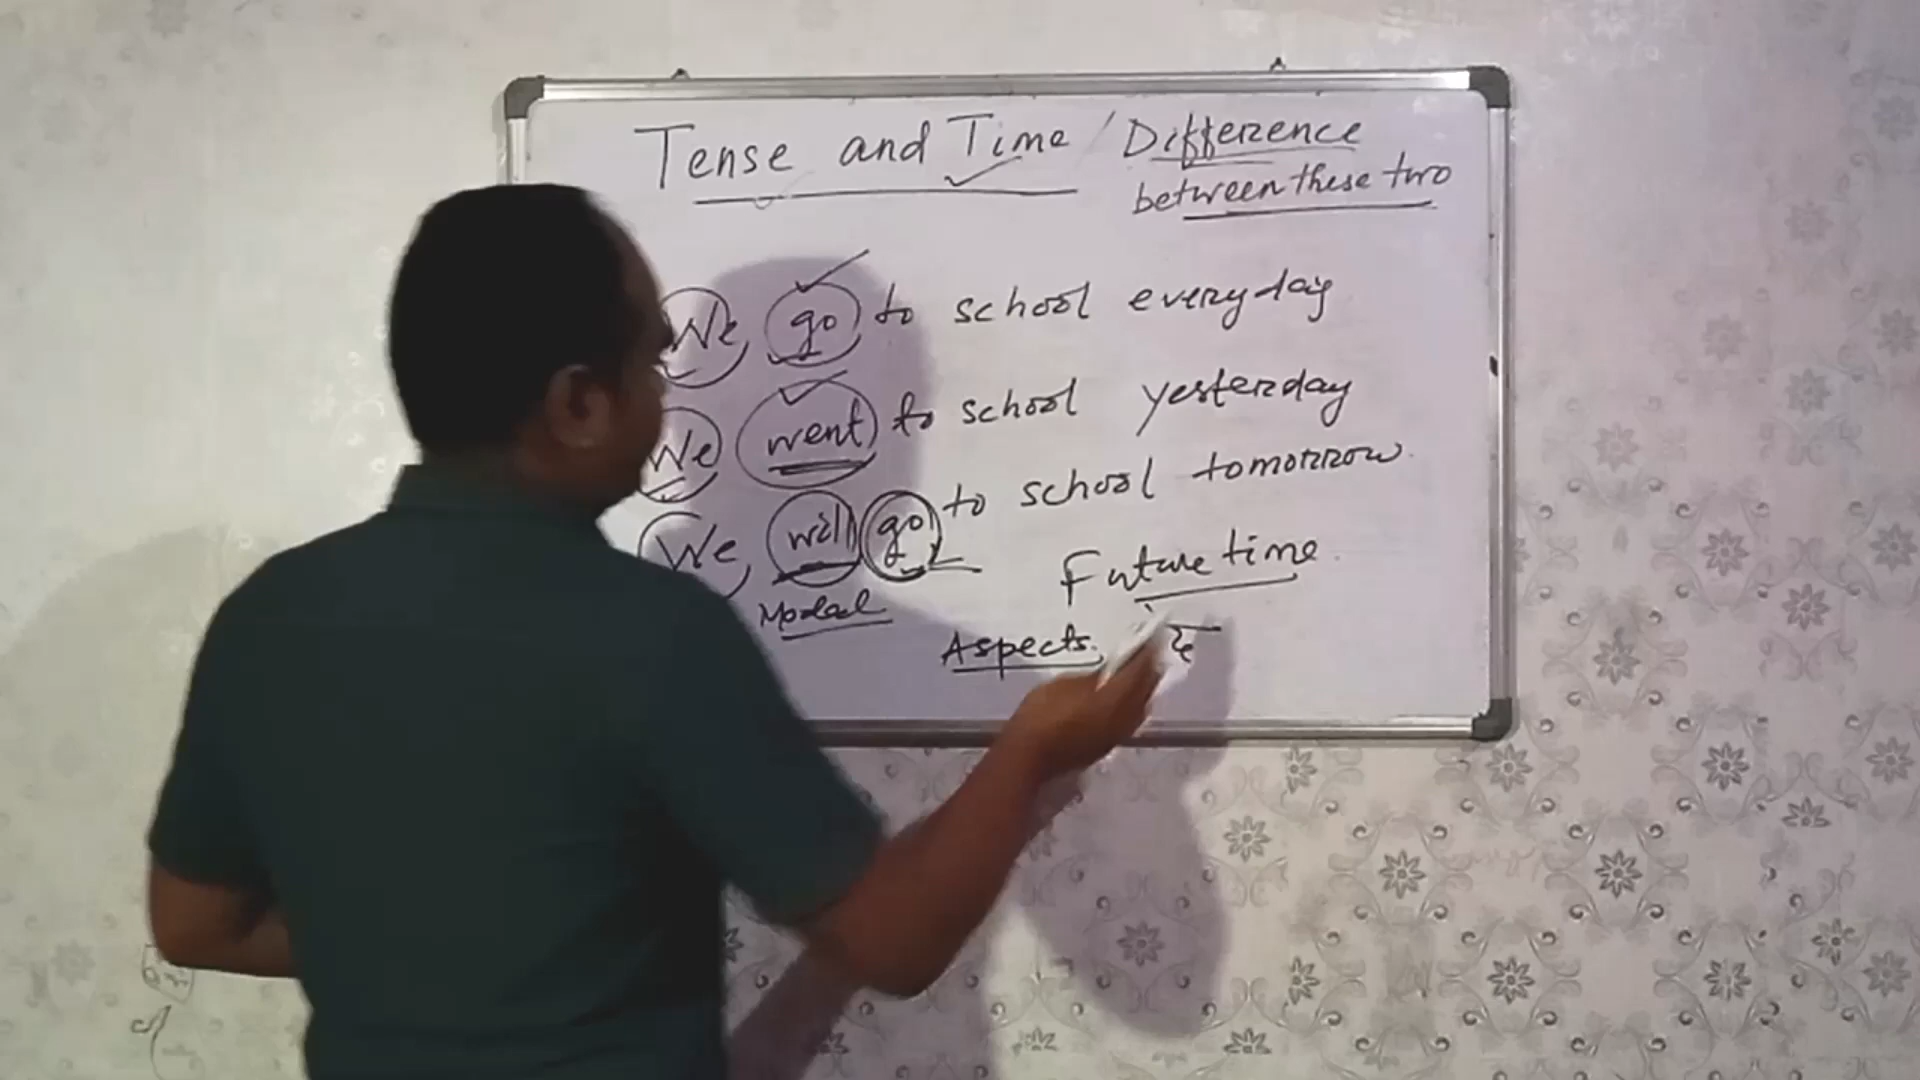 Tense and Time / Difference
between these two
We go to school everyday
We went to school yesterday
We will go to school tomorrow.
Modal
Future time.
Aspects.